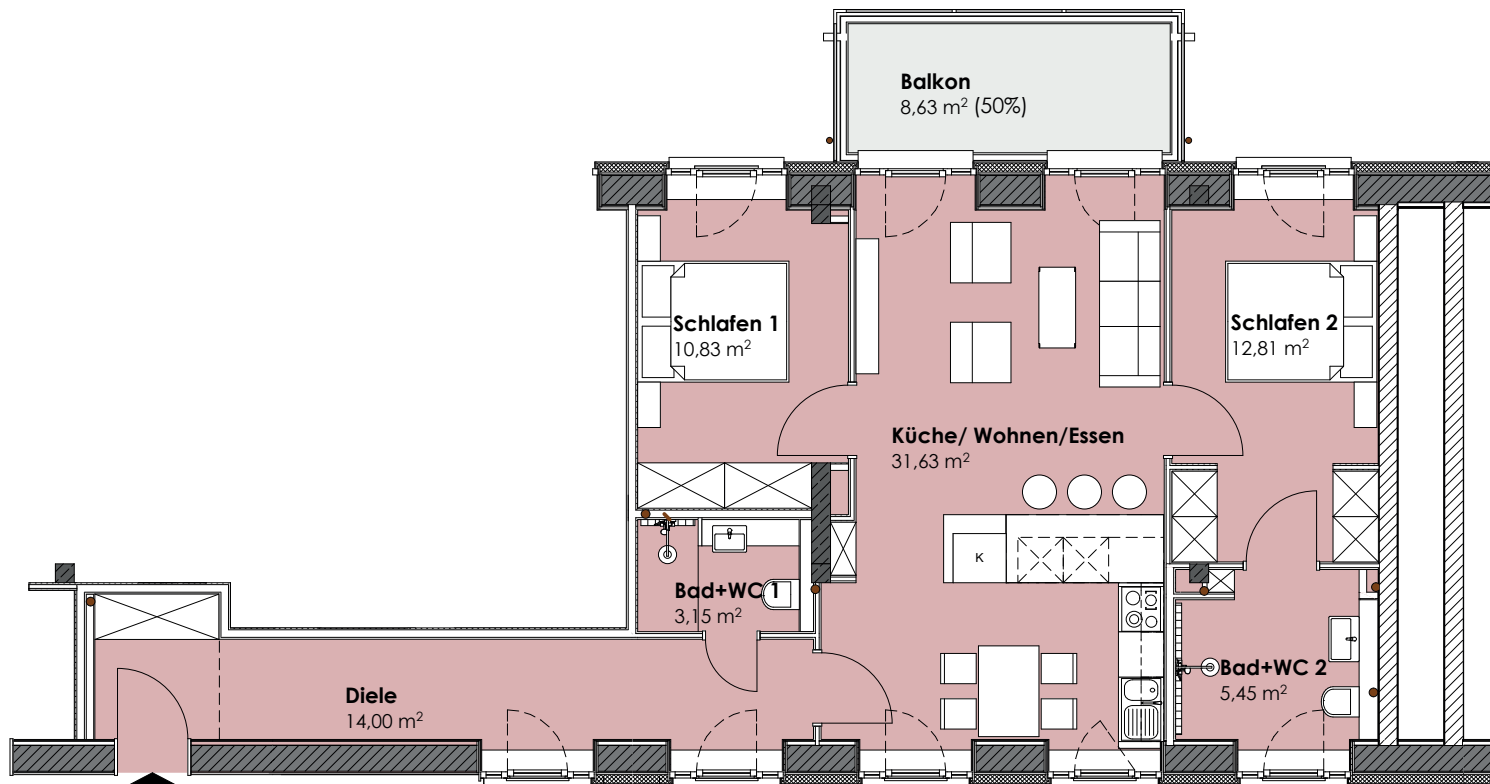 Balkon
8,63 m² (50%)
Schlafen 1
10,83 m²
Schlafen 2
12,81 m²
Küche/ Wohnen/Essen
31,63 m²
K
Bad+WC 1
3,15 m²
Bad+WC 2
5,45 m²
Diele
14,00 m²